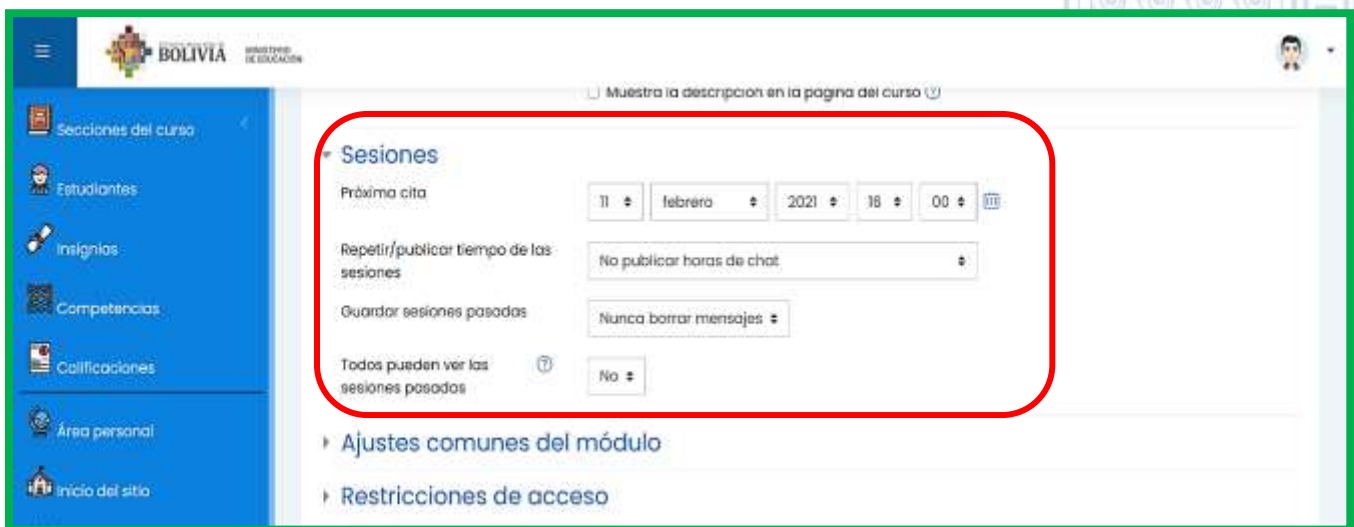 BOLIVIA
MINISTERIO
DE EDUCACIÓN
Muestra la descripción en la página del curso
Secciones del curso
Estudiantes
Insignias
Competencias
Calificaciones
Área personal
Inicio del sitio
Sesiones
Próxima cita
11 febrero 2021 16 00
Repetir/publicar tiempo de las
sesiones
No publicar horas de chat
Guardar sesiones pasadas
Nunca borrar mensajes
Todos pueden ver las
sesiones pasadas
No
Ajustes comunes del módulo
Restricciones de acceso